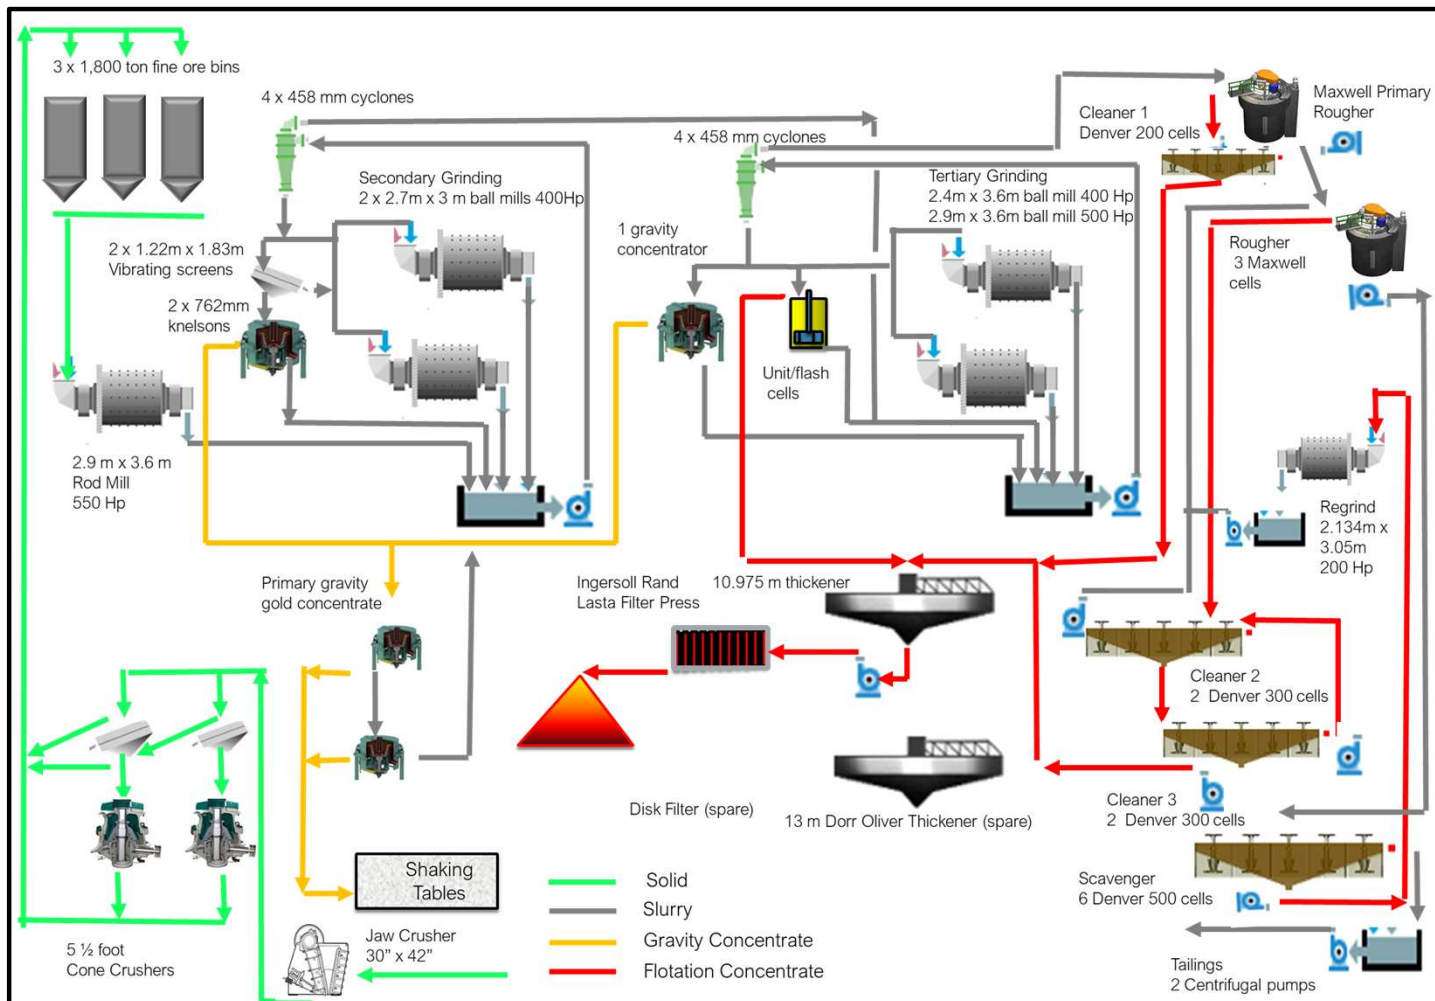 3 x 1,800 ton fine ore bins
4 x 458 mm cyclones
Secondary Grinding
2 x 2.7m x 3 m ball mills 400Hp
2 x 1.22m x 1.83m
Vibrating screens
2 x 762mm
knelsons
2.9 m x 3.6 m
Rod Mill
550 Hp
4 x 458 mm cyclones
1 gravity
concentrator
Unit/flash
cells
Tertiary Grinding
2.4m x 3.6m ball mill 400 Hp
2.9m x 3.6m ball mill 500 Hp
Cleaner 1
Denver 200 cells
Maxwell Primary
Rougher
Rougher
3 Maxwell
cells
Regrind
2.134m x
3.05m
200 Hp
Primary gravity
gold concentrate
Ingersoll Rand
Lasta Filter Press
10.975 m thickener
Cleaner 2
2 Denver 300 cells
Cleaner 3
2 Denver 300 cells
Disk Filter (spare)
13 m Dorr Oliver Thickener (spare)
Scavenger
6 Denver 500 cells
Shaking
Tables
Jaw Crusher
30” x 42”
5 ½ foot
Cone Crushers
Solid
Slurry
Gravity Concentrate
Flotation Concentrate
Tailings
2 Centrifugal pumps